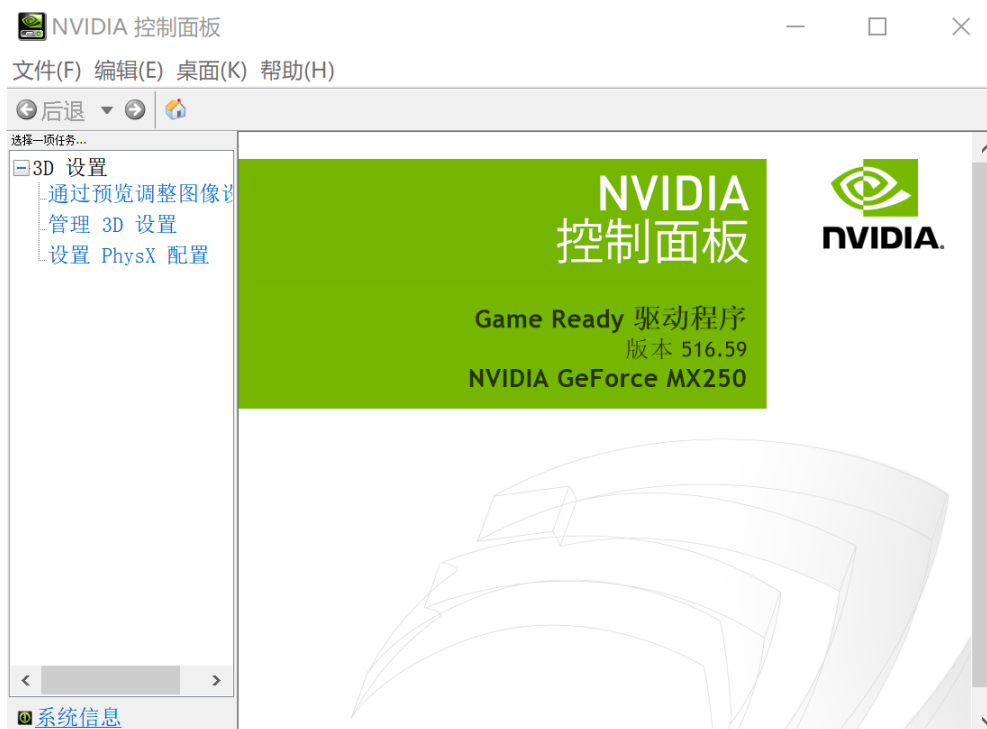 NVIDIA 控制面板
文件(F) 编辑(E) 桌面(K) 帮助(H)
后退
选择一项任务...
3D 设置
通过预览调整图像设
管理 3D 设置
设置 PhysX 配置
系统信息
NVIDIA
控制面板
Game Ready 驱动程序
版本 516.59
NVIDIA GeForce MX250
NVIDIA.